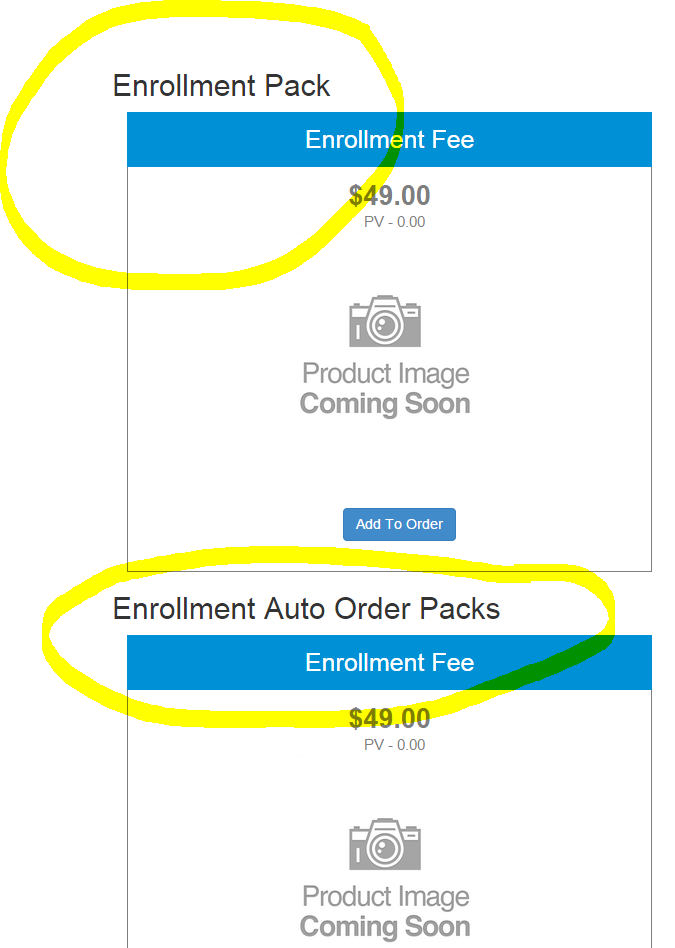 Enrollment Pack
Enrollment Fee
$49.00
PV - 0.00
Product Image
Coming Soon
Add To Order
Enrollment Auto Order Packs
Enrollment Fee
$49.00
PV - 0.00
Product Image
Coming Soon